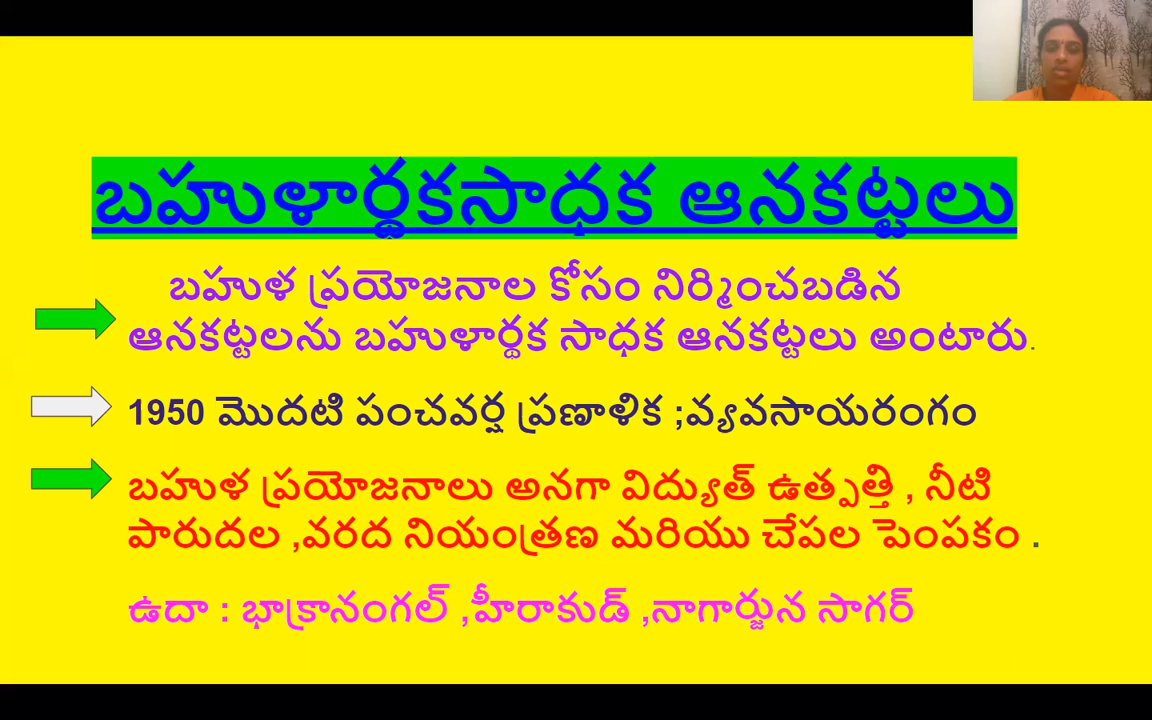 బహుళార్థకసాధక ఆనకట్టలు
బహుళ ప్రయోజనాల కోసం నిర్మించబడిన
ఆనకట్టలను బహుళార్థక సాధక ఆనకట్టలు అంటారు.
1950 మొదటి పంచవర్ష ప్రణాళిక ;వ్యవసాయరంగం
బహుళ ప్రయోజనాలు అనగా విద్యుత్ ఉత్పత్తి , నీటి
పారుదల ,వరద నియంత్రణ మరియు చేపల పెంపకం .
ఉదా : భాక్రానంగల్ ,హీరాకుడ్ ,నాగార్జున సాగర్